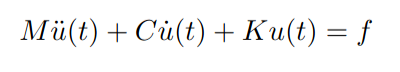 Mü(t) + Cu̇(t) + Ku(t) = f